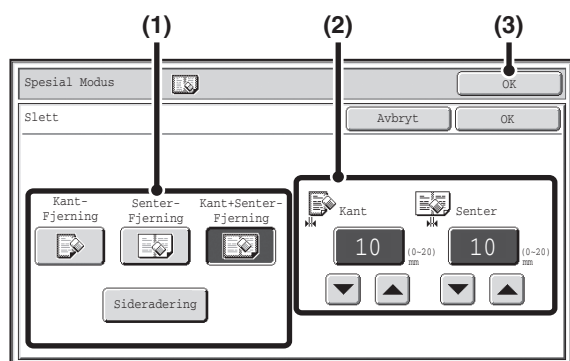 (1) (2) (3)
Spesial Modus OK
Slett Avbryt OK
Kant-
Fjerning
Senter-
Fjerning
Kant+Senter-
Fjerning
Sideradering
Kant
10
(0~20)
mm
Senter
10
(0~20)
mm